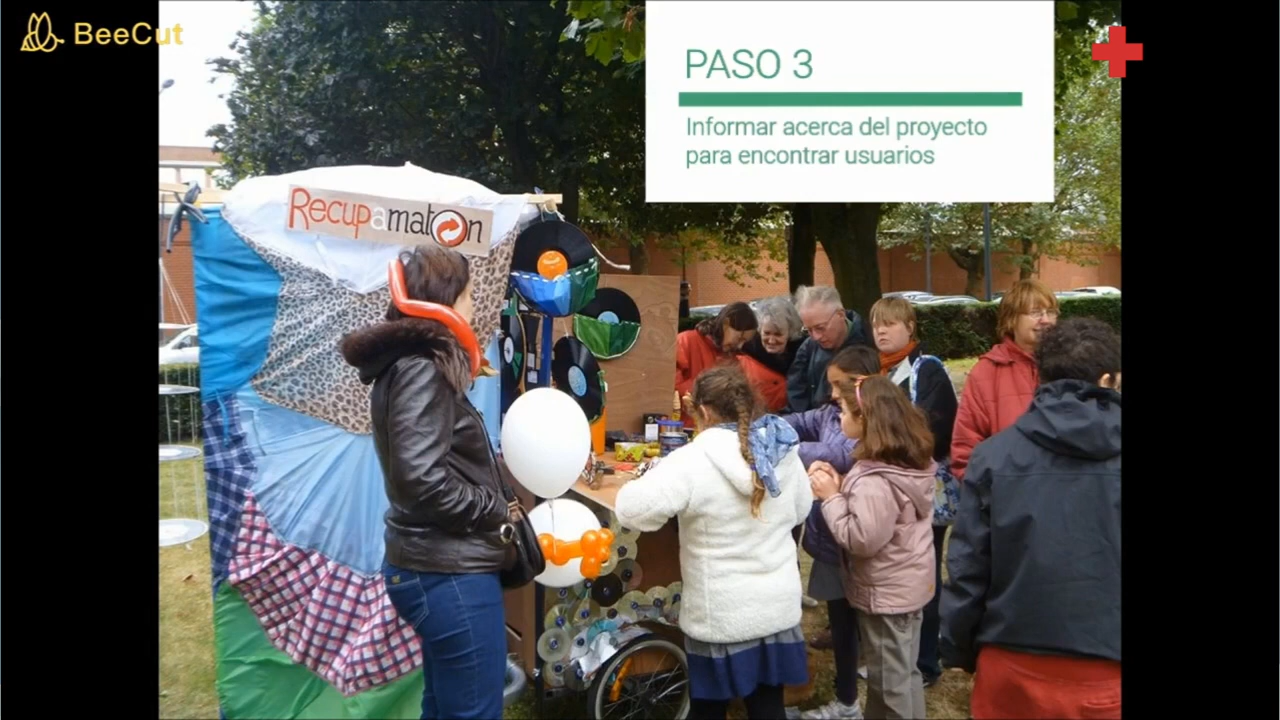 BeeCut
PASO 3
Informar acerca del proyecto
para encontrar usuarios
Recupamaton